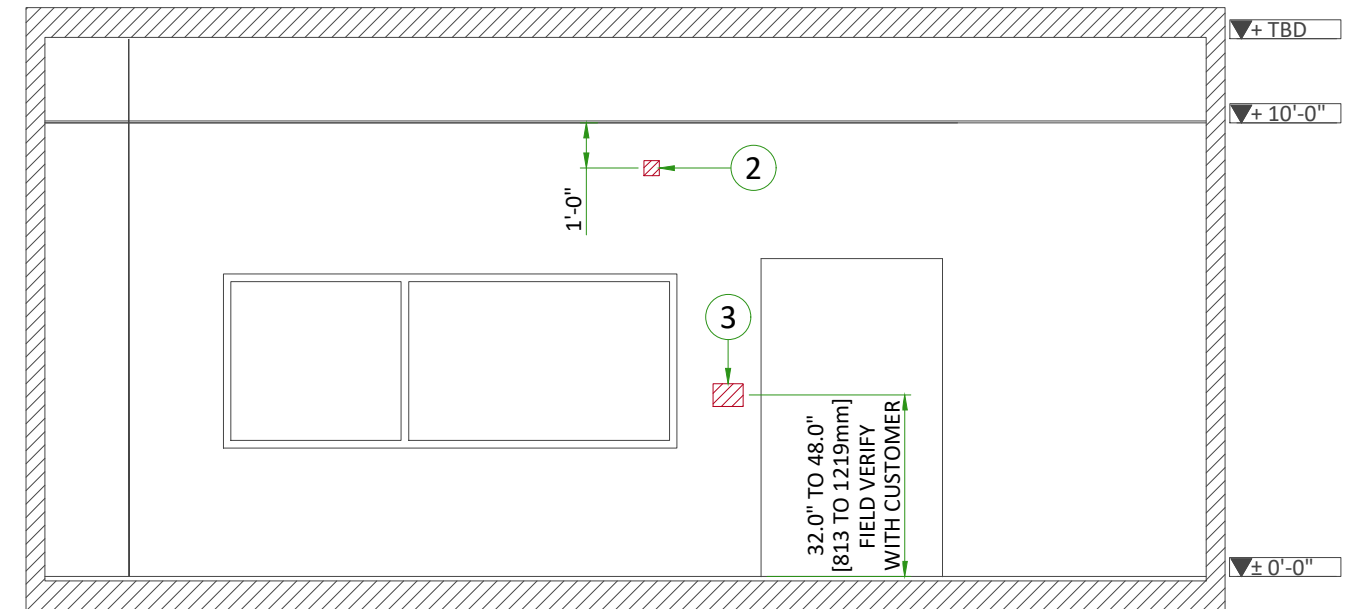 + TBD
+ 10'-0"
2
1'-0"
3
32.0" TO 48.0"
[813 TO 1219mm]
FIELD VERIFY
WITH CUSTOMER
± 0'-0"